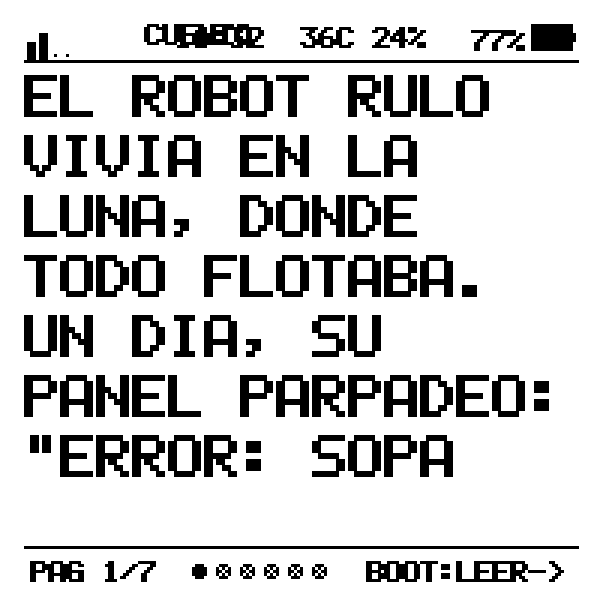 36C 24% 77%
EL ROBOT RULO
VIVIA EN LA
LUNA, DONDE
TODO FLOTABA.
UN DIA, SU
PANEL PARPADEO:
"ERROR: SOPA
PAG 1/7 BOOT:LEER->